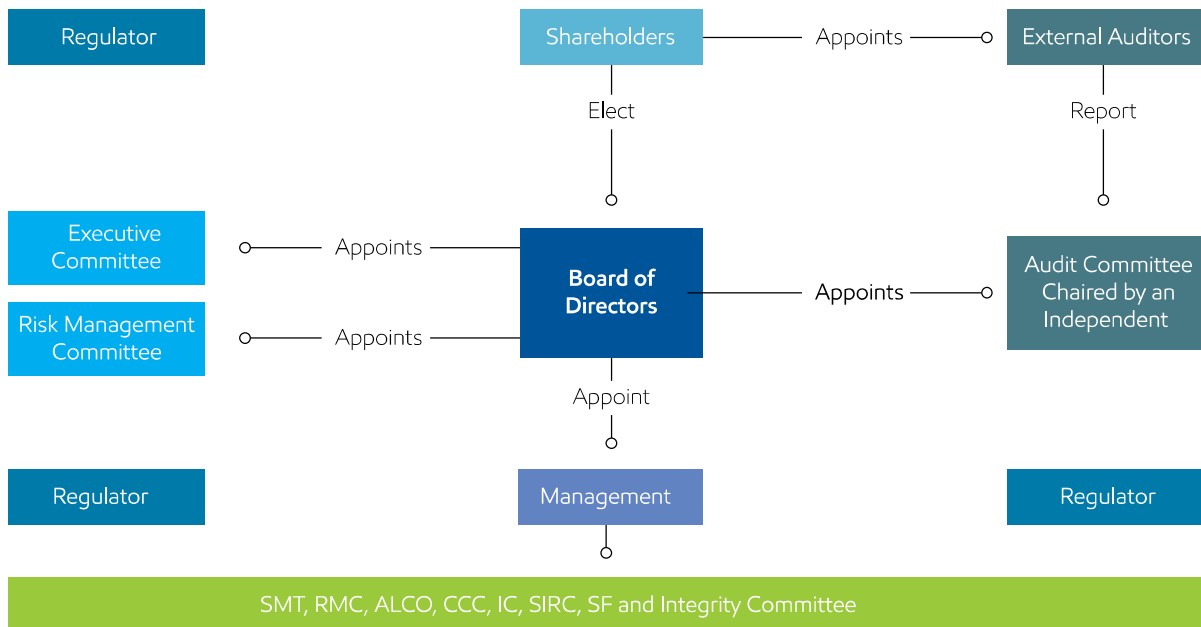 Regulator
Shareholders
Appoints
External Auditors
Elect
Report
Executive
Committee
Appoints
Risk Management
Committee
Appoints
Board of
Directors
Appoints
Audit Committee
Chaired by an
Independent
Appoint
Regulator
Management
Regulator
SMT, RMC, ALCO, CCC, IC, SIRC, SF and Integrity Committee